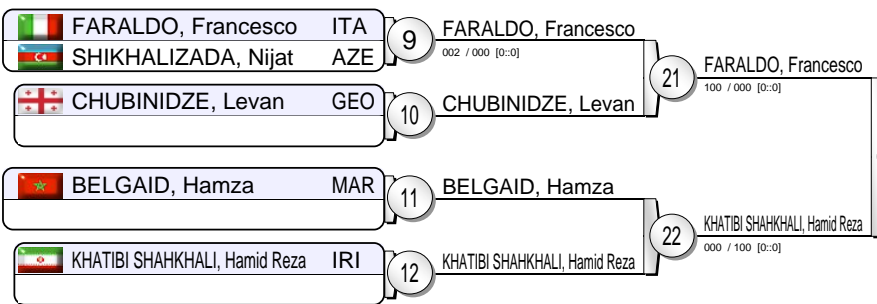 FARALDO, Francesco ITA
SHIKHALIZADA, Nijat AZE
9
FARALDO, Francesco
002 / 000 [0::0]
CHUBINIDZE, Levan GEO
10
CHUBINIDZE, Levan
21
FARALDO, Francesco
100 / 000 [0::0]
BELGAID, Hamza MAR
11
BELGAID, Hamza
KHATIBI SHAHKHALI, Hamid Reza IRI
12
KHATIBI SHAHKHALI, Hamid Reza
22
KHATIBI SHAHKHALI, Hamid Reza
000 / 100 [0::0]